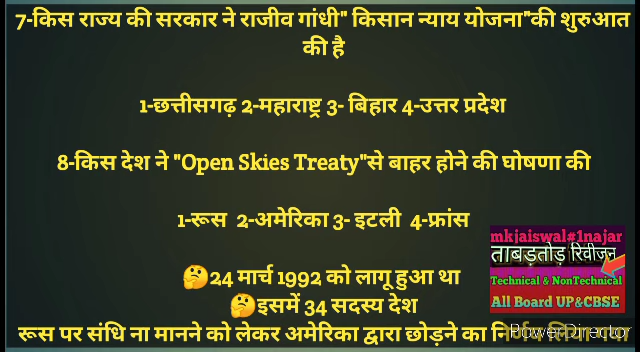 7-किस राज्य की सरकार ने राजीव गांधी" किसान न्याय योजना"की शुरुआत
की है
1-छत्तीसगढ़ 2-महाराष्ट्र 3- बिहार 4-उत्तर प्रदेश
8-किस देश ने "Open Skies Treaty"से बाहर होने की घोषणा की
1-रूस 2-अमेरिका 3- इटली 4-फ्रांस
mkjaiswal#1najar
ताबड़तोड़ रिवीजन
Technical & NonTechnical
All Board UP&CBSE
🤔24 मार्च 1992 को लागू हुआ था
🤔इसमें 34 सदस्य देश
रूस पर संधि ना मानने को लेकर अमेरिका द्वारा छोड़ने का
PowerDirector